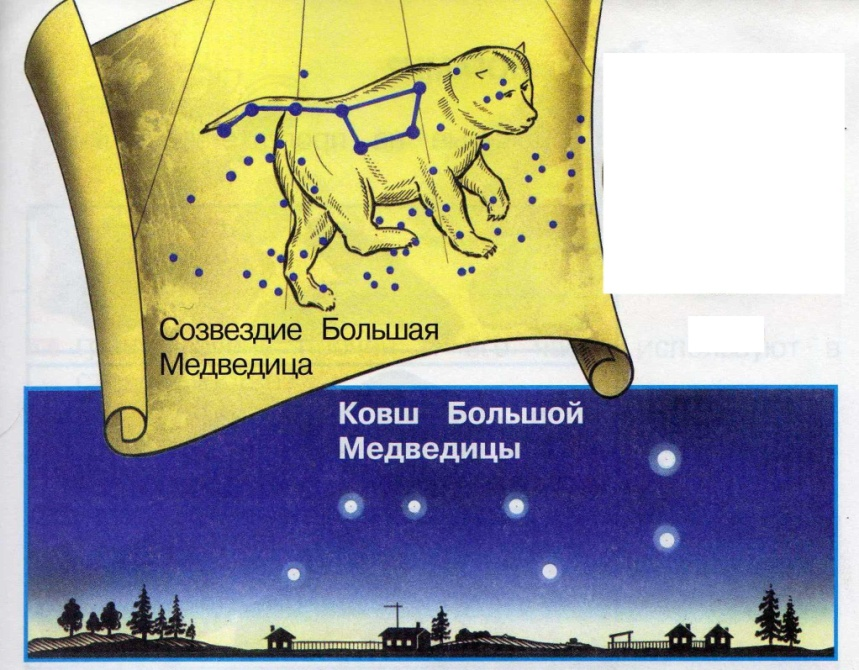 Созвездие Большая
Медведица
Ковш Большой
Медведицы